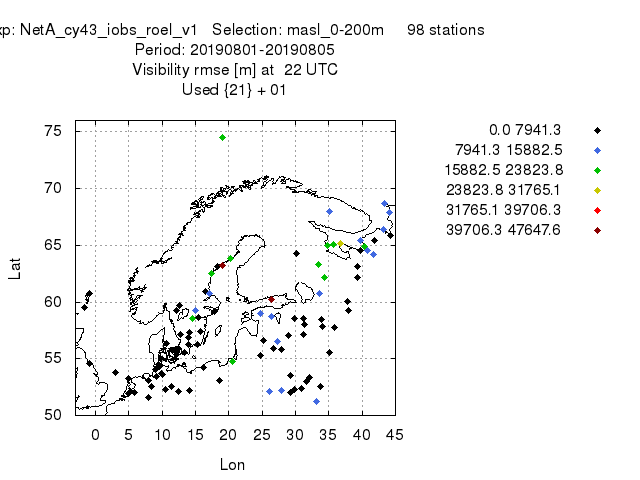 xp: NetA_cy43_iobs_roel_v1 Selection: masl_0-200m 98 stations
Period: 20190801-20190805
Visibility rmse [m] at 22 UTC
Used {21} + 01
0.0 7941.3
7941.3 15882.5
15882.5 23823.8
23823.8 31765.1
31765.1 39706.3
39706.3 47647.6
75
70
65
60
55
50
Lat
0 5 10 15 20 25 30 35 40 45
Lon